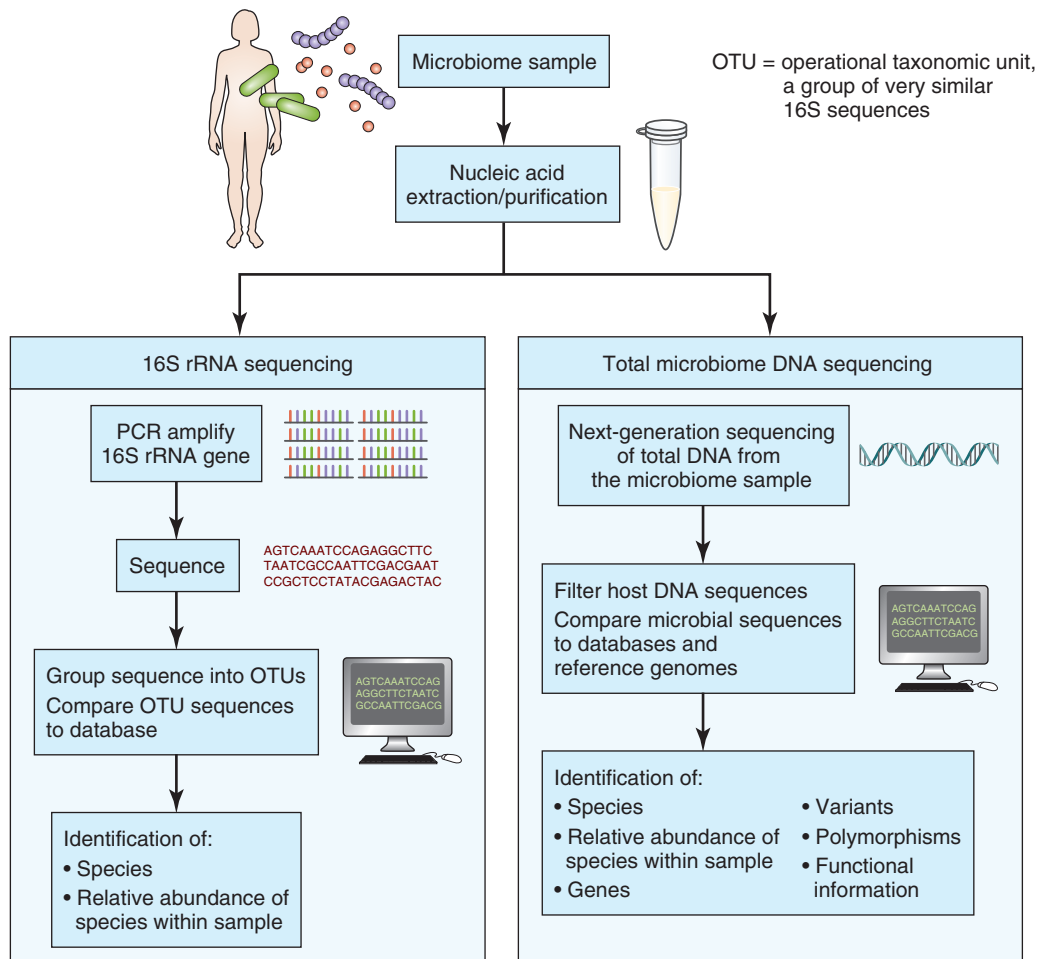 Microbiome sample
OTU = operational taxonomic unit,
a group of very similar
16S sequences
Nucleic acid
extraction/purification
16S rRNA sequencing
PCR amplify
16S rRNA gene
Sequence
AGTCAAATCCAGAGGCTTC
TAATCGCCAATTCGACGAAT
CCGCTCCTATACGAGACTAC
Group sequence into OTUs
Compare OTU sequences
to database
AGTCAAATCCAG
AGGCTTCTAATC
GCCAATTCGACG
Identification of:
• Species
• Relative abundance of
species within sample
Total microbiome DNA sequencing
Next-generation sequencing
of total DNA from
the microbiome sample
Filter host DNA sequences
Compare microbial sequences
to databases and
reference genomes
AGTCAAATCCAG
AGGCTTCTAATC
GCCAATTCGACG
Identification of:
• Species
• Relative abundance of
species within sample
• Genes
• Variants
• Polymorphisms
• Functional
information